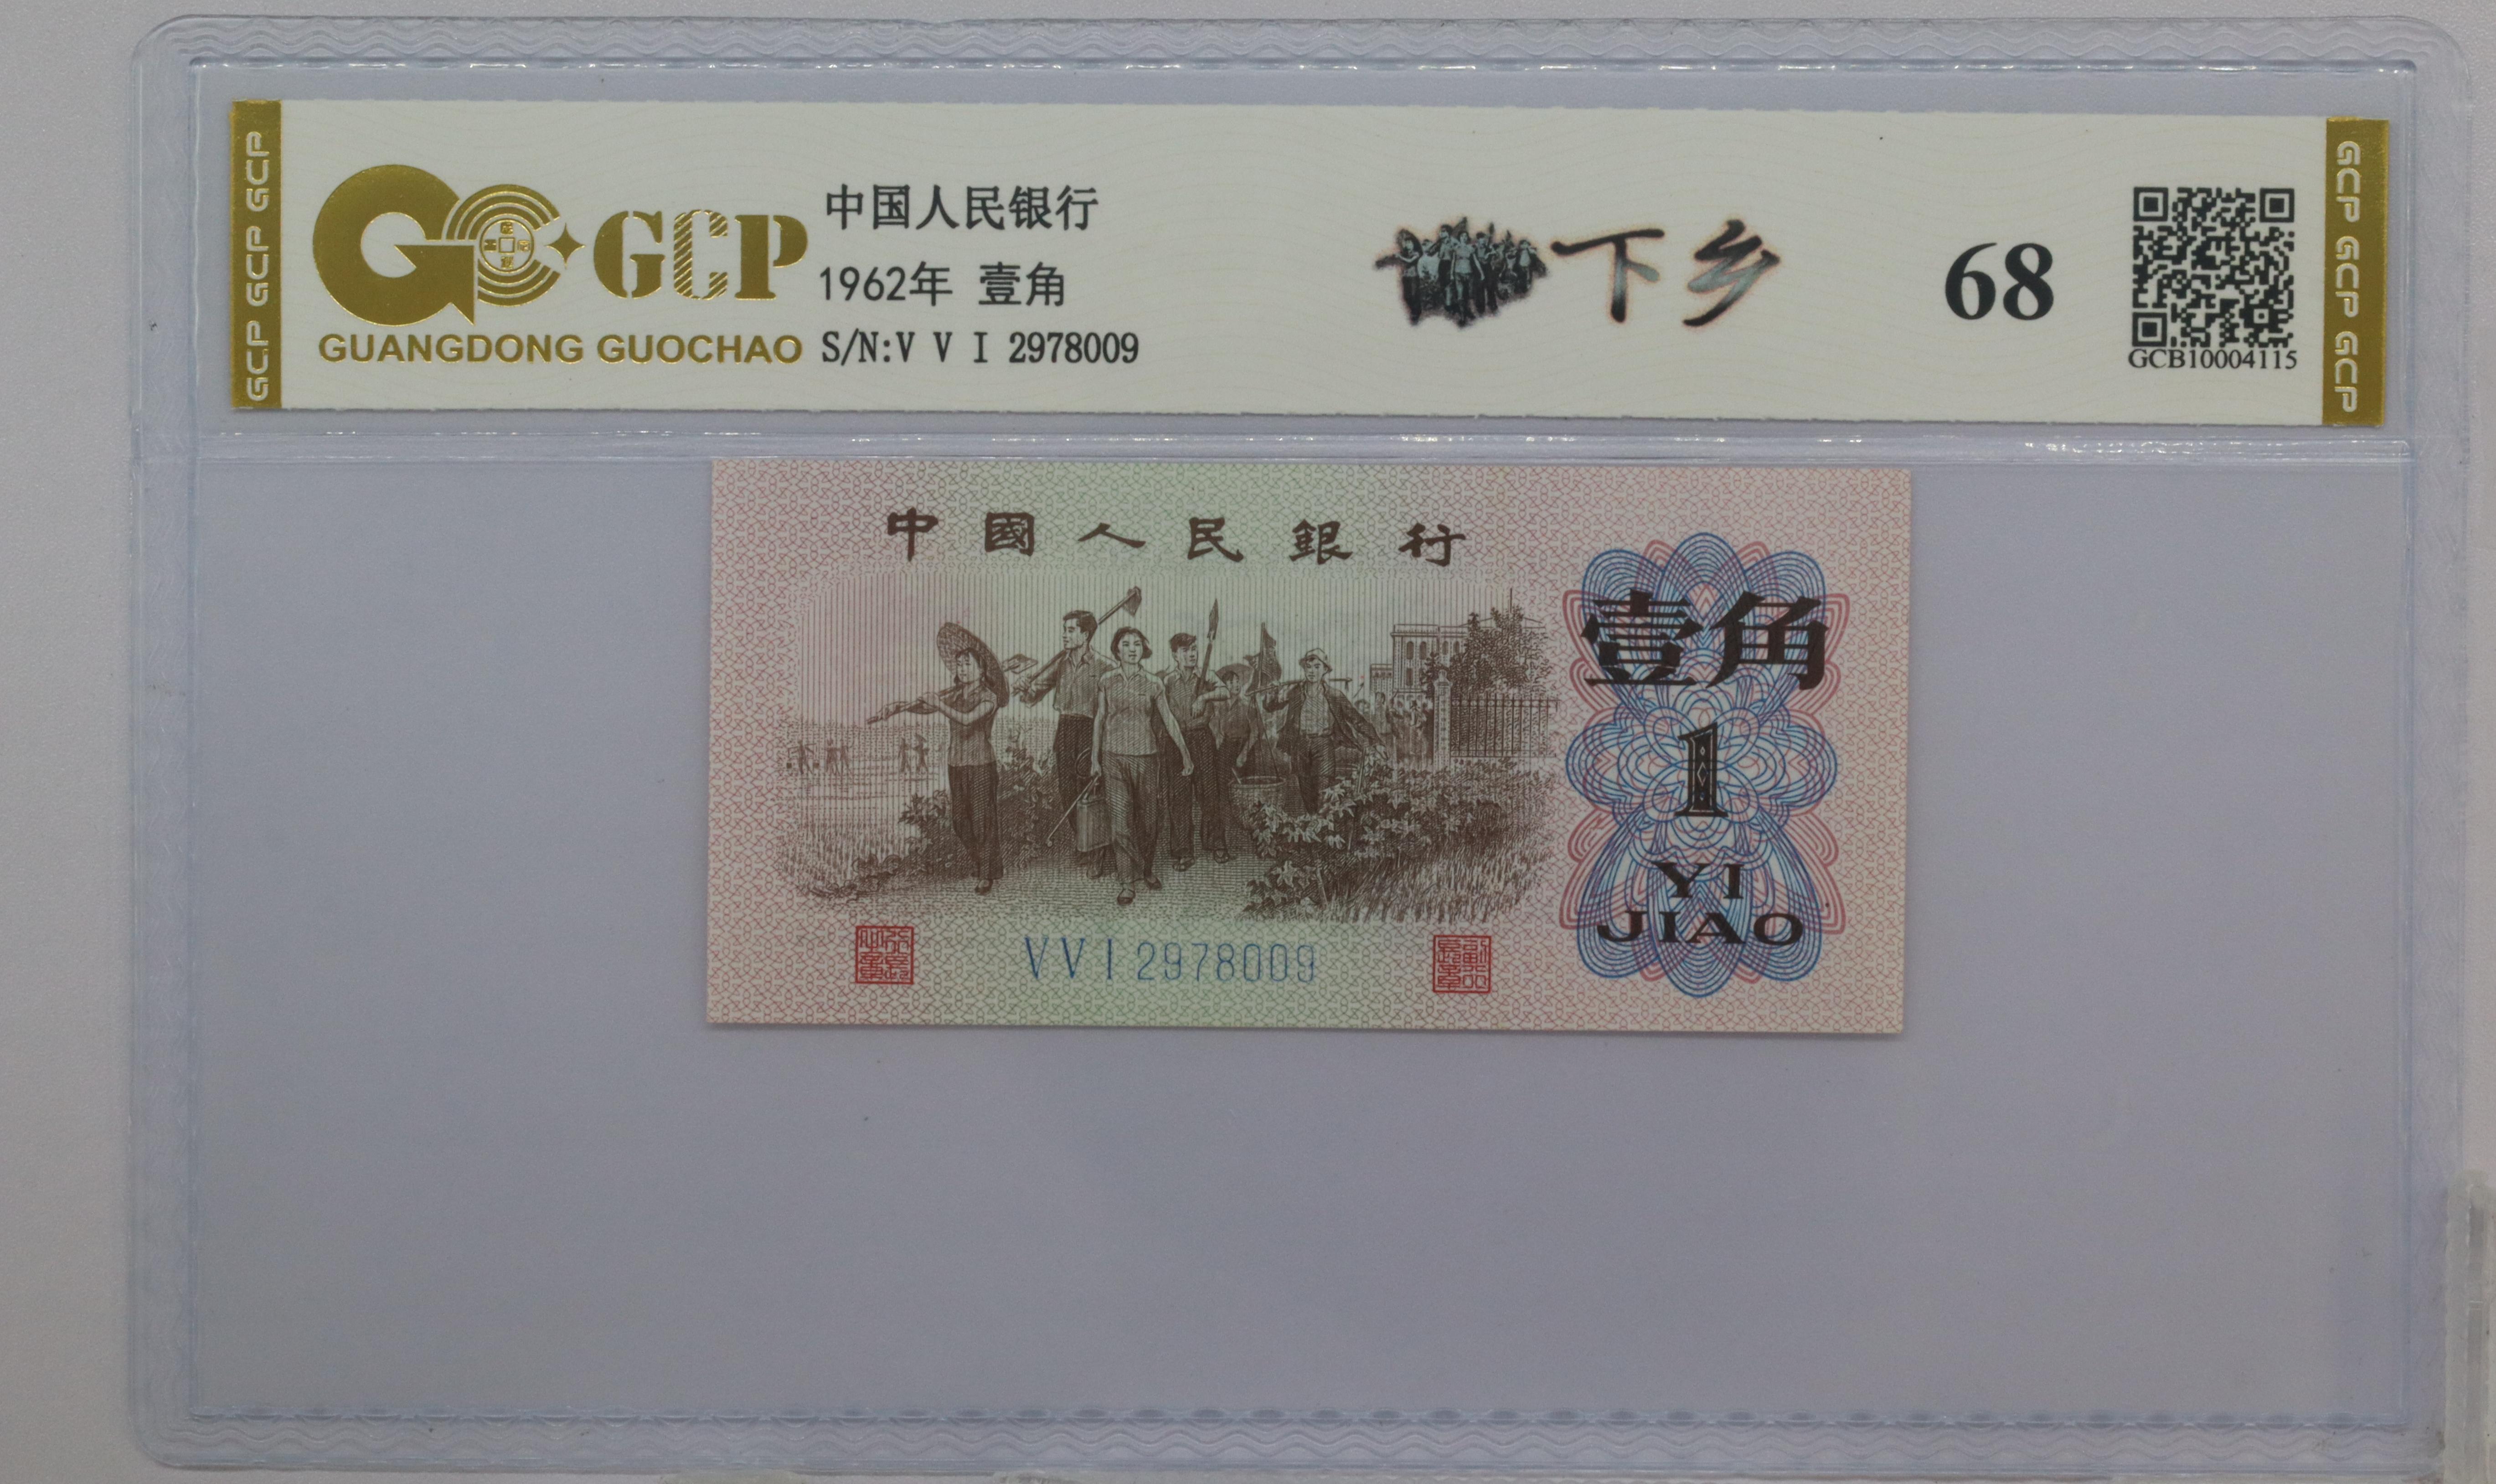 GCP GCP GCP
GCP
GUANGDONG GUOCHAO
中国人民银行
1962年 壹角
S/N:V V I 2978009
下乡
68
GCB10004115
GCP GCP GCP
中國人民銀行
壹角
1
YI
JIAO
VVI 2978009